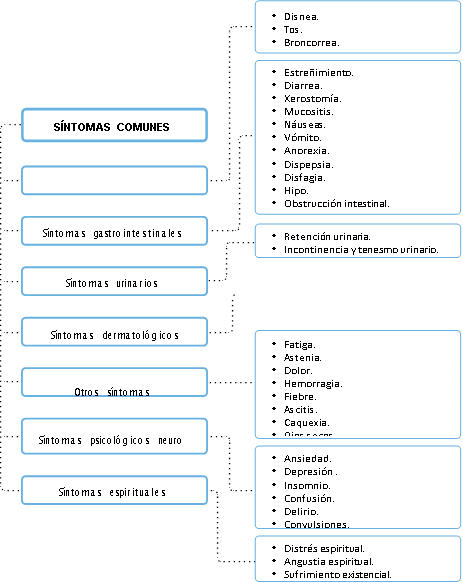 Disnea.
Tos.
Broncorrea.
Estreñimiento.
Diarrea.
Xerostomía.
Mucositis.
Náuseas.
Vómito.
Anorexia.
Dispepsia.
Disfagia.
Hipo.
Obstrucción intestinal.
SÍNTOMAS COMUNES
Síntomas gastrointestinales
Retención urinaria.
Incontinencia y tenesmo urinario.
Síntomas urinarios
Síntomas dermatológicos
Fatiga.
Astenia.
Dolor.
Hemorragia.
Fiebre.
Ascitis.
Caquexia.
Otros síntomas
Síntomas psicológicos neuro
Ansiedad.
Depresión.
Insomnio.
Confusión.
Delirio.
Convulsiones.
Síntomas espirituales
Distrés espiritual.
Angustia espiritual.
Sufrimiento existencial.